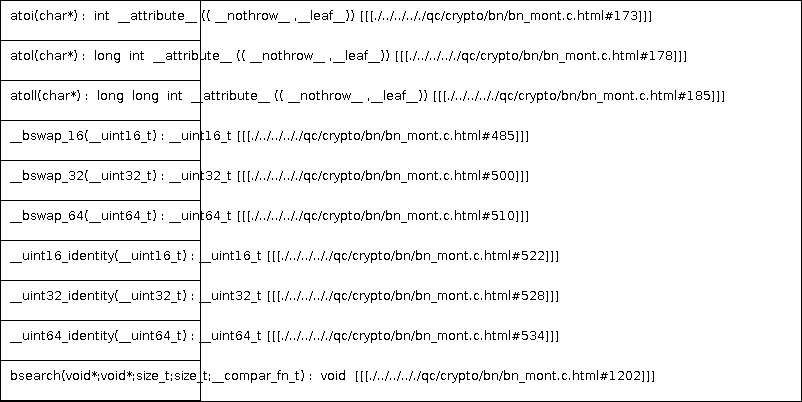 atoi(char*) : int __attribute__ (( __nothrow__ ,__leaf__)) [[[./../../../qc/crypto/bn/bn_mont.c.html#173]]]
atol(char*) : long int __attribute__ (( __nothrow__ ,__leaf__)) [[[./../../../qc/crypto/bn/bn_mont.c.html#178]]]
atoll(char*) : long long int __attribute__ (( __nothrow__ ,__leaf__)) [[[./../../../qc/crypto/bn/bn_mont.c.html#185]]]
__bswap_16(__uint16_t) : __uint16_t [[[./../../../qc/crypto/bn/bn_mont.c.html#485]]]
__bswap_32(__uint32_t) : __uint32_t [[[./../../../qc/crypto/bn/bn_mont.c.html#500]]]
__bswap_64(__uint64_t) : __uint64_t [[[./../../../qc/crypto/bn/bn_mont.c.html#510]]]
__uint16_identity(__uint16_t) : __uint16_t [[[./../../../qc/crypto/bn/bn_mont.c.html#522]]]
__uint32_identity(__uint32_t) : __uint32_t [[[./../../../qc/crypto/bn/bn_mont.c.html#528]]]
__uint64_identity(__uint64_t) : __uint64_t [[[./../../../qc/crypto/bn/bn_mont.c.html#534]]]
bsearch(void*;void*;size_t;size_t;__compar_fn_t) : void [[[./../../../qc/crypto/bn/bn_mont.c.html#1202]]]